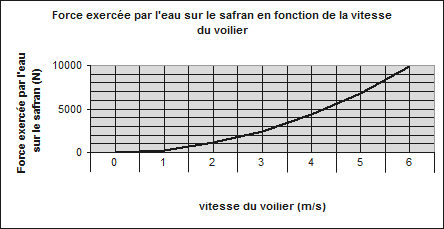 Force exercée par l'eau sur le safran en fonction de la vitesse
du voilier
Force exercée par l'eau
sur le safran (N)
10000
5000
0
0 1 2 3 4 5 6
vitesse du voilier (m/s)